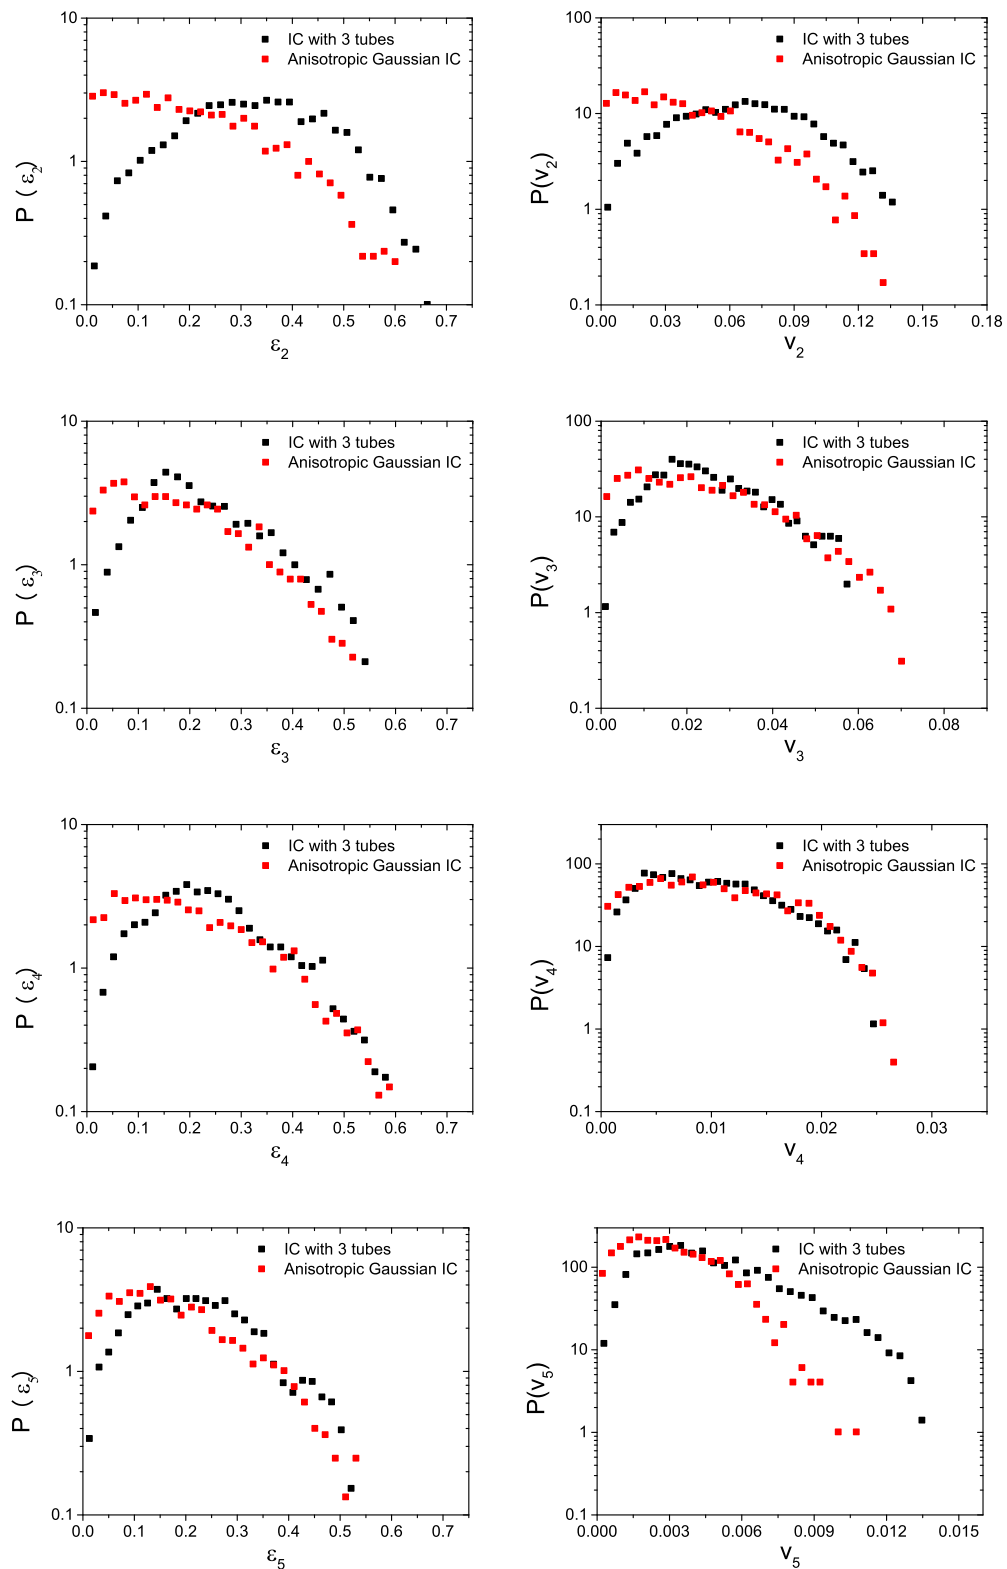 10
1
0.1
P ( ε2)
IC with 3 tubes
Anisotropic Gaussian IC
0.0 0.1 0.2 0.3 0.4 0.5 0.6 0.7
ε2
100
10
1
0.1
P(v2)
IC with 3 tubes
Anisotropic Gaussian IC
0.00 0.03 0.06 0.09 0.12 0.15 0.18
v2
10
1
0.1
P ( ε3)
IC with 3 tubes
Anisotropic Gaussian IC
0.0 0.1 0.2 0.3 0.4 0.5 0.6 0.7
ε3
100
10
1
0.1
P(v3)
IC with 3 tubes
Anisotropic Gaussian IC
0.00 0.02 0.04 0.06 0.08
v3
10
1
0.1
P ( ε4)
IC with 3 tubes
Anisotropic Gaussian IC
0.0 0.1 0.2 0.3 0.4 0.5 0.6 0.7
ε4
100
10
1
0.1
P(v4)
IC with 3 tubes
Anisotropic Gaussian IC
0.00 0.01 0.02 0.03
v4
10
1
0.1
P ( ε5)
IC with 3 tubes
Anisotropic Gaussian IC
0.0 0.1 0.2 0.3 0.4 0.5 0.6 0.7
ε5
100
10
1
0.1
P(v5)
IC with 3 tubes
Anisotropic Gaussian IC
0.000 0.003 0.006 0.009 0.012 0.015
v5